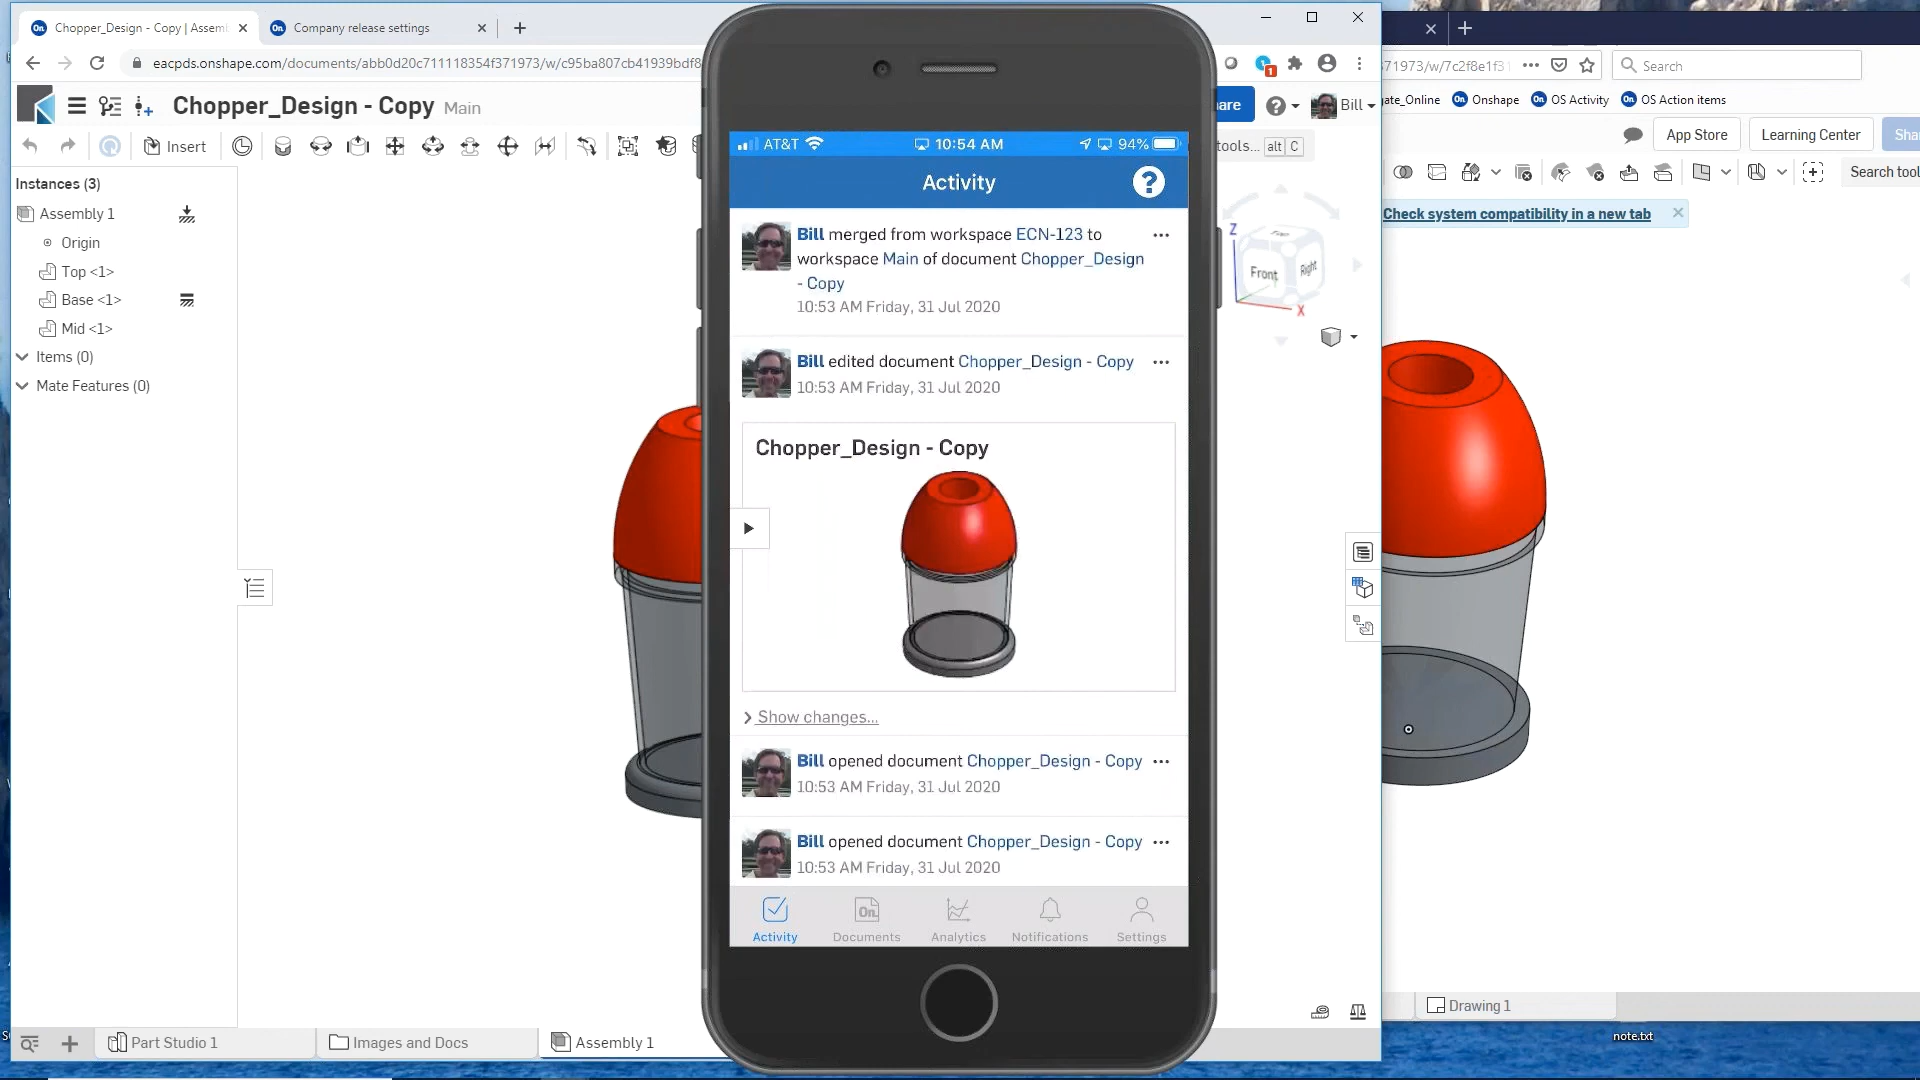 Chopper_Design - Copy | Assem
Company release settings
eacpds.onshape.com/documents/abb0d20c711118354f371973/w/c95ba807cb41939bdf8
1
371973/w/7c2f8e1f31
Search
Chopper_Design - Copy Main
are
Bill
gate_Online
Onshape
OS Activity
OS Action items
App Store
Learning Center
Sha
Insert
tools...
alt
C
Search tool
Check system compatibility in a new tab
Instances (3)
Assembly 1
Origin
Top <1>
Base <1>
Mid <1>
Items (0)
Mate Features (0)
AT&T
10:54 AM
94%
Activity
?
Bill merged from workspace ECN-123 to
workspace Main of document Chopper_Design
- Copy
10:53 AM Friday, 31 Jul 2020
Bill edited document Chopper_Design - Copy
10:53 AM Friday, 31 Jul 2020
Chopper_Design - Copy
Show changes...
Bill opened document Chopper_Design - Copy
10:53 AM Friday, 31 Jul 2020
Bill opened document Chopper_Design - Copy
10:53 AM Friday, 31 Jul 2020
Activity
Documents
Analytics
Notifications
Settings
Z
Front
Right
X
Part Studio 1
Images and Docs
Assembly 1
Drawing 1
note.txt